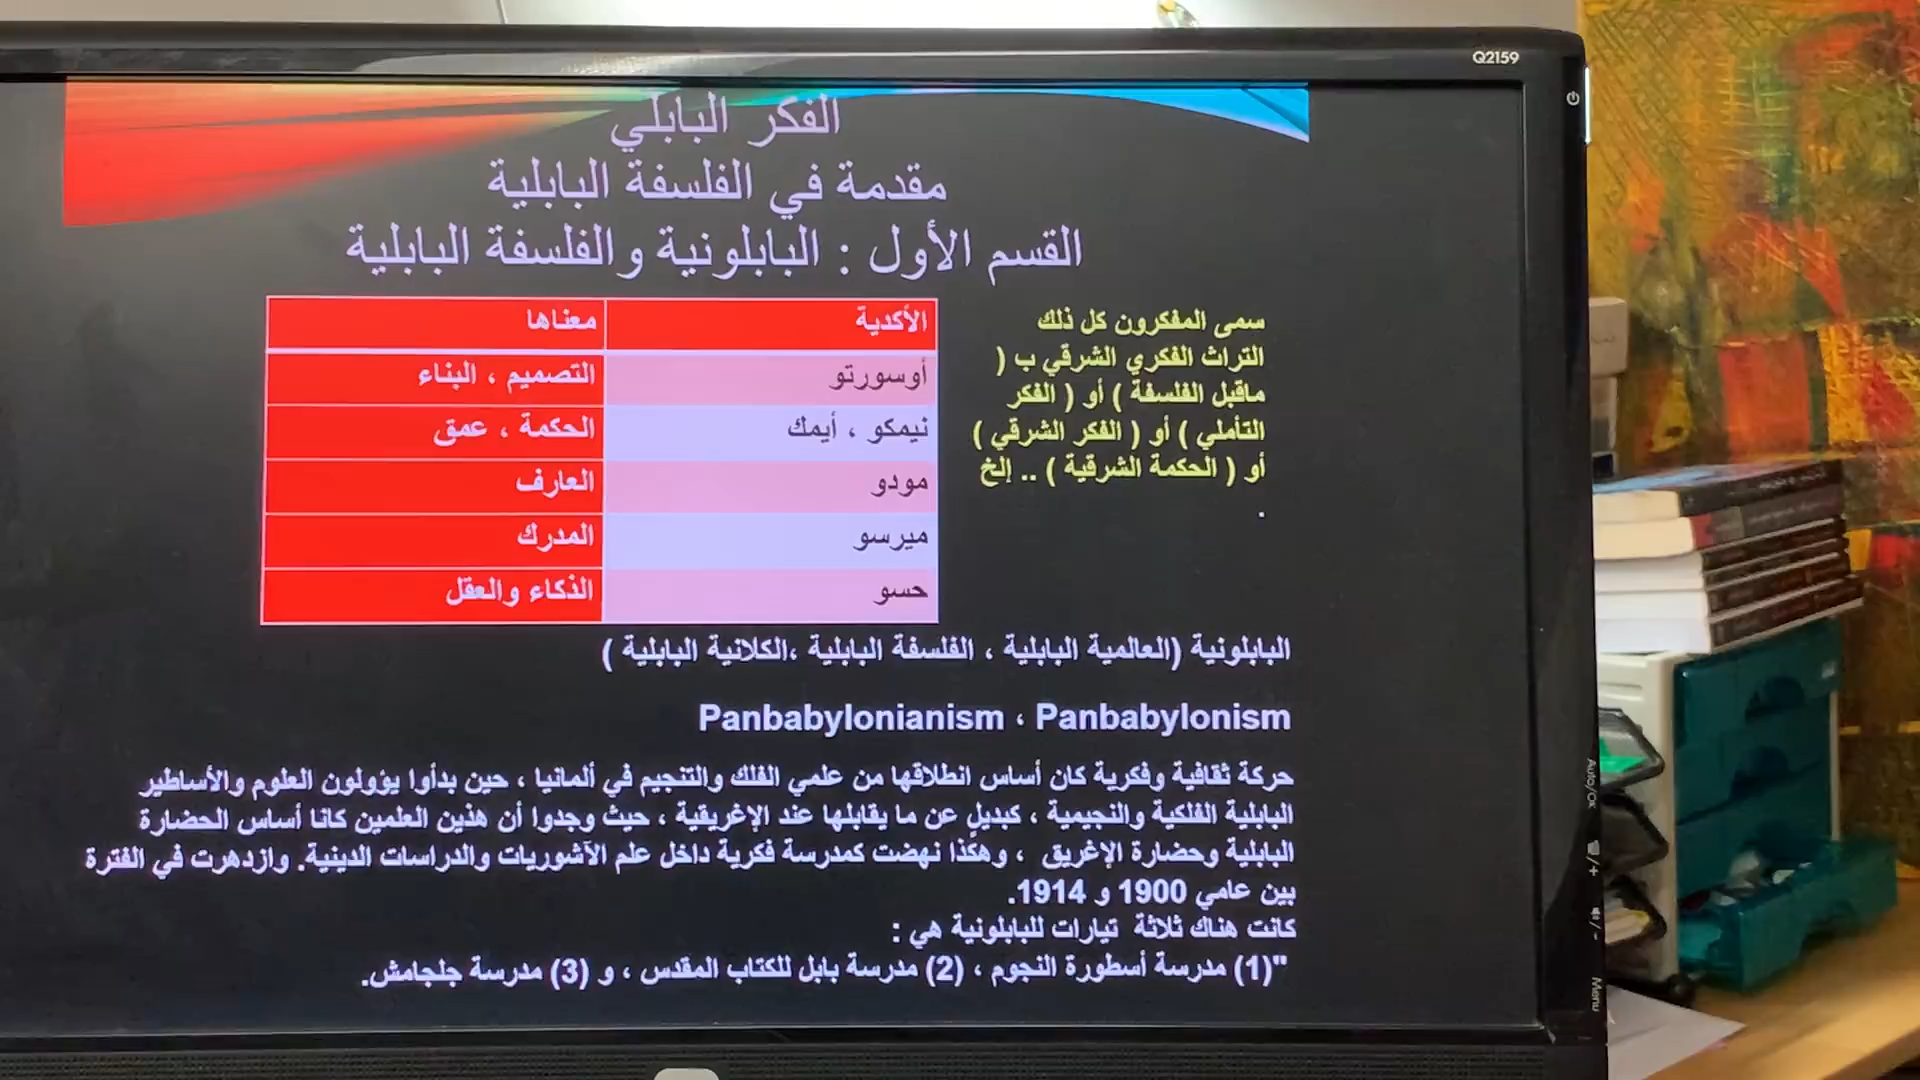 Q2159
الفكر البابلي
مقدمة في الفلسفة البابلية
القسم الأول : البابلونية والفلسفة البابلية
سمى المفكرون كل ذلك
التراث الفكري الشرقي ب (
ماقبل الفلسفة ) أو ( الفكر
التأملي ) أو ( الفكر الشرقي )
أو ( الحكمة الشرقية ) .. إلخ
.
الأكدية معناها
أوسورتو التصميم ، البناء
نيمكو ، أيمك الحكمة ، عمق
مودو العارف
ميرسو المدرك
حسو الذكاء والعقل
البابلونية (العالمية البابلية ، الفلسفة البابلية ،الكلانية البابلية )
Panbabylonianism ، Panbabylonism
حركة ثقافية وفكرية كان أساس انطلاقها من علمي الفلك والتنجيم في ألمانيا ، حين بدأوا يؤولون العلوم والأساطير
البابلية الفلكية والنجيمية ، كبديلٍ عن ما يقابلها عند الإغريقية ، حيث وجدوا أن هذين العلمين كانا أساس الحضارة
البابلية وحضارة الإغريق ، وهكذا نهضت كمدرسة فكرية داخل علم الآشوريات والدراسات الدينية. وازدهرت في الفترة
بين عامي 1900 و 1914.
كانت هناك ثلاثة تيارات للبابلونية هي :
"(1) مدرسة أسطورة النجوم ، (2) مدرسة بابل للكتاب المقدس ، و (3) مدرسة جلجامش.
Auto/OK
Menu